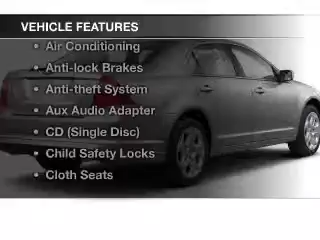 VEHICLE FEATURES
• Air Conditioning
• Anti-lock Brakes
• Anti-theft System
• Aux Audio Adapter
• CD (Single Disc)
• Child Safety Locks
• Cloth Seats